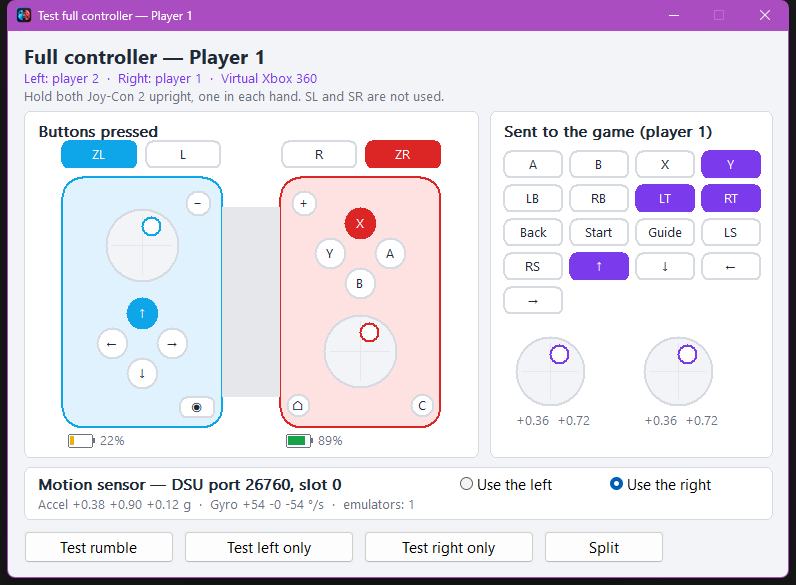 Test full controller — Player 1
Full controller — Player 1
Left: player 2 · Right: player 1 · Virtual Xbox 360
Hold both Joy-Con 2 upright, one in each hand. SL and SR are not used.
Buttons pressed
ZL L R ZR
− +
X
Y A
B
↑
← →
↓
C
22% 89%
Sent to the game (player 1)
A B X Y
LB RB LT RT
Back Start Guide LS
RS ↑ ↓ ←
→
+0.36 +0.72 +0.36 +0.72
Motion sensor — DSU port 26760, slot 0
Use the left Use the right
Accel +0.38 +0.90 +0.12 g · Gyro +54 -0 -54 °/s · emulators: 1
Test rumble Test left only Test right only Split